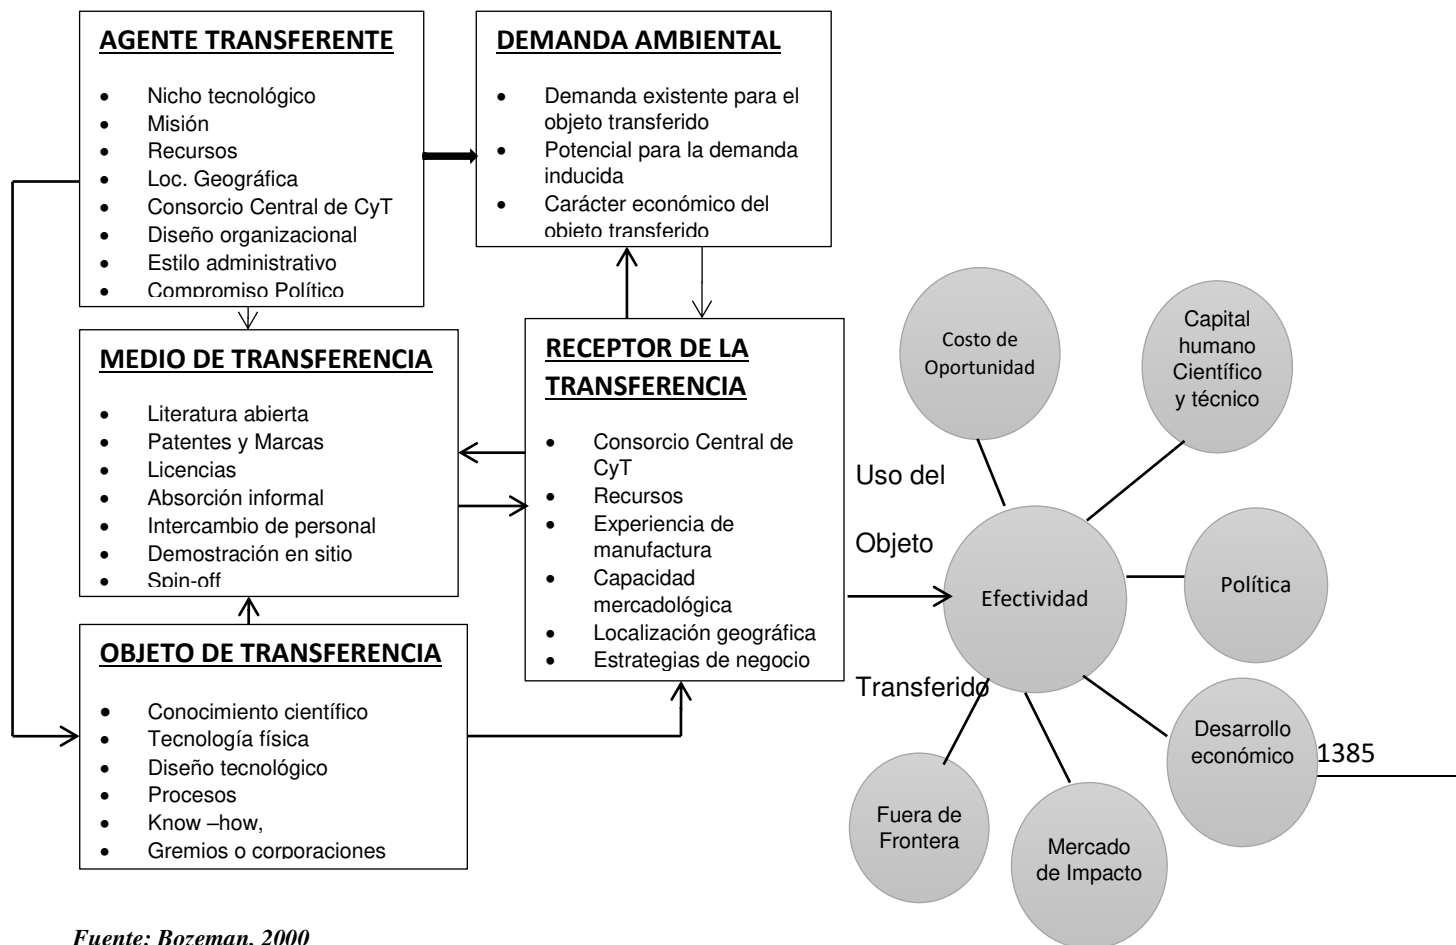 AGENTE TRANSFERENTE
• Nicho tecnológico
• Misión
• Recursos
• Loc. Geográfica
• Consorcio Central de CyT
• Diseño organizacional
• Estilo administrativo
• Compromiso Político
DEMANDA AMBIENTAL
• Demanda existente para el
objeto transferido
• Potencial para la demanda
inducida
• Carácter económico del
objeto transferido
MEDIO DE TRANSFERENCIA
• Literatura abierta
• Patentes y Marcas
• Licencias
• Absorción informal
• Intercambio de personal
• Demostración en sitio
• Spin-off
RECEPTOR DE LA
TRANSFERENCIA
• Consorcio Central de
CyT
• Recursos
• Experiencia de
manufactura
• Capacidad
mercadológica
• Localización geográfica
• Estrategias de negocio
OBJETO DE TRANSFERENCIA
• Conocimiento científico
• Tecnología física
• Diseño tecnológico
• Procesos
• Know –how,
• Gremios o corporaciones
Uso del
Objeto
Transferido
Efectividad
Costo de
Oportunidad
Capital
humano
Científico
y técnico
Política
Desarrollo
económico
Mercado
de Impacto
Fuera de
Frontera
1385
Fuente: Bozeman, 2000